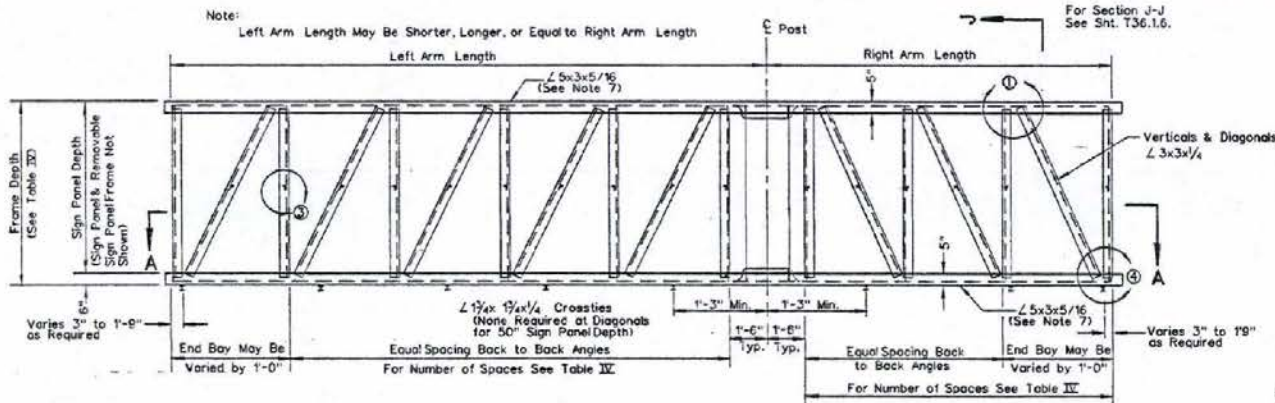 Note:
Left Arm Length May Be Shorter, Longer, or Equal to Right Arm Length
℄ Post
J
For Section J-J
See Sht. T36.1.6.
Left Arm Length
Right Arm Length
∠ 5x3x5/16
(See Note 7)
5"
①
Verticals & Diagonals
∠ 3x3x1/4
Frame Depth
(See Table IV)
Sign Panel Depth
(Sign Panel & Removable
Sign Panel Frame Not
Shown)
③
A
A
④
5"
6"
∠ 1 3/4 x 1 3/4 x 1/4 Crossties
(None Required at Diagonals
for 50" Sign Panel Depth)
1'-3" Min.
1'-3" Min.
∠5x3x5/16
(See Note 7)
Varies 3" to 1'-9"
as Required
1'-6"
Typ.
1'-6"
Typ.
Varies 3" to 1'9"
as Required
End Bay May Be
Varied by 1'-0"
Equal Spacing Back to Back Angles
For Number of Spaces See Table IV
Equal Spacing Back
to Back Angles
End Bay May Be
Varied by 1'-0"
For Number of Spaces See Table IV